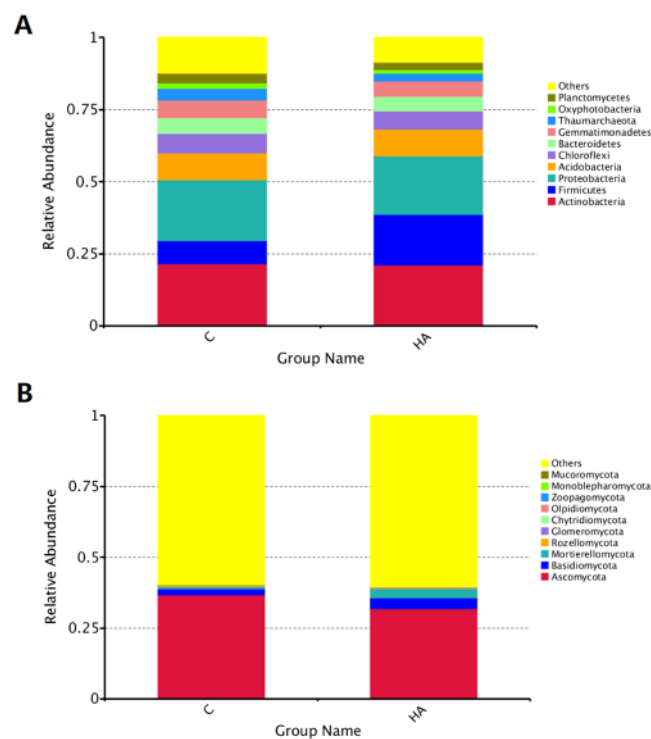 A
1
0.75
0.5
0.25
0
Relative Abundance
C
HA
Group Name
Others
Planctomycetes
Oxyphotobacteria
Thaumarchaeota
Gemmatimonadetes
Bacteroidetes
Chloroflexi
Acidobacteria
Proteobacteria
Firmicutes
Actinobacteria
B
1
0.75
0.5
0.25
0
Relative Abundance
C
HA
Group Name
Others
Mucoromycota
Monoblepharomycota
Zoopagomycota
Olpidiomycota
Chytridiomycota
Glomeromycota
Rozellomycota
Mortierellomycota
Basidiomycota
Ascomycota